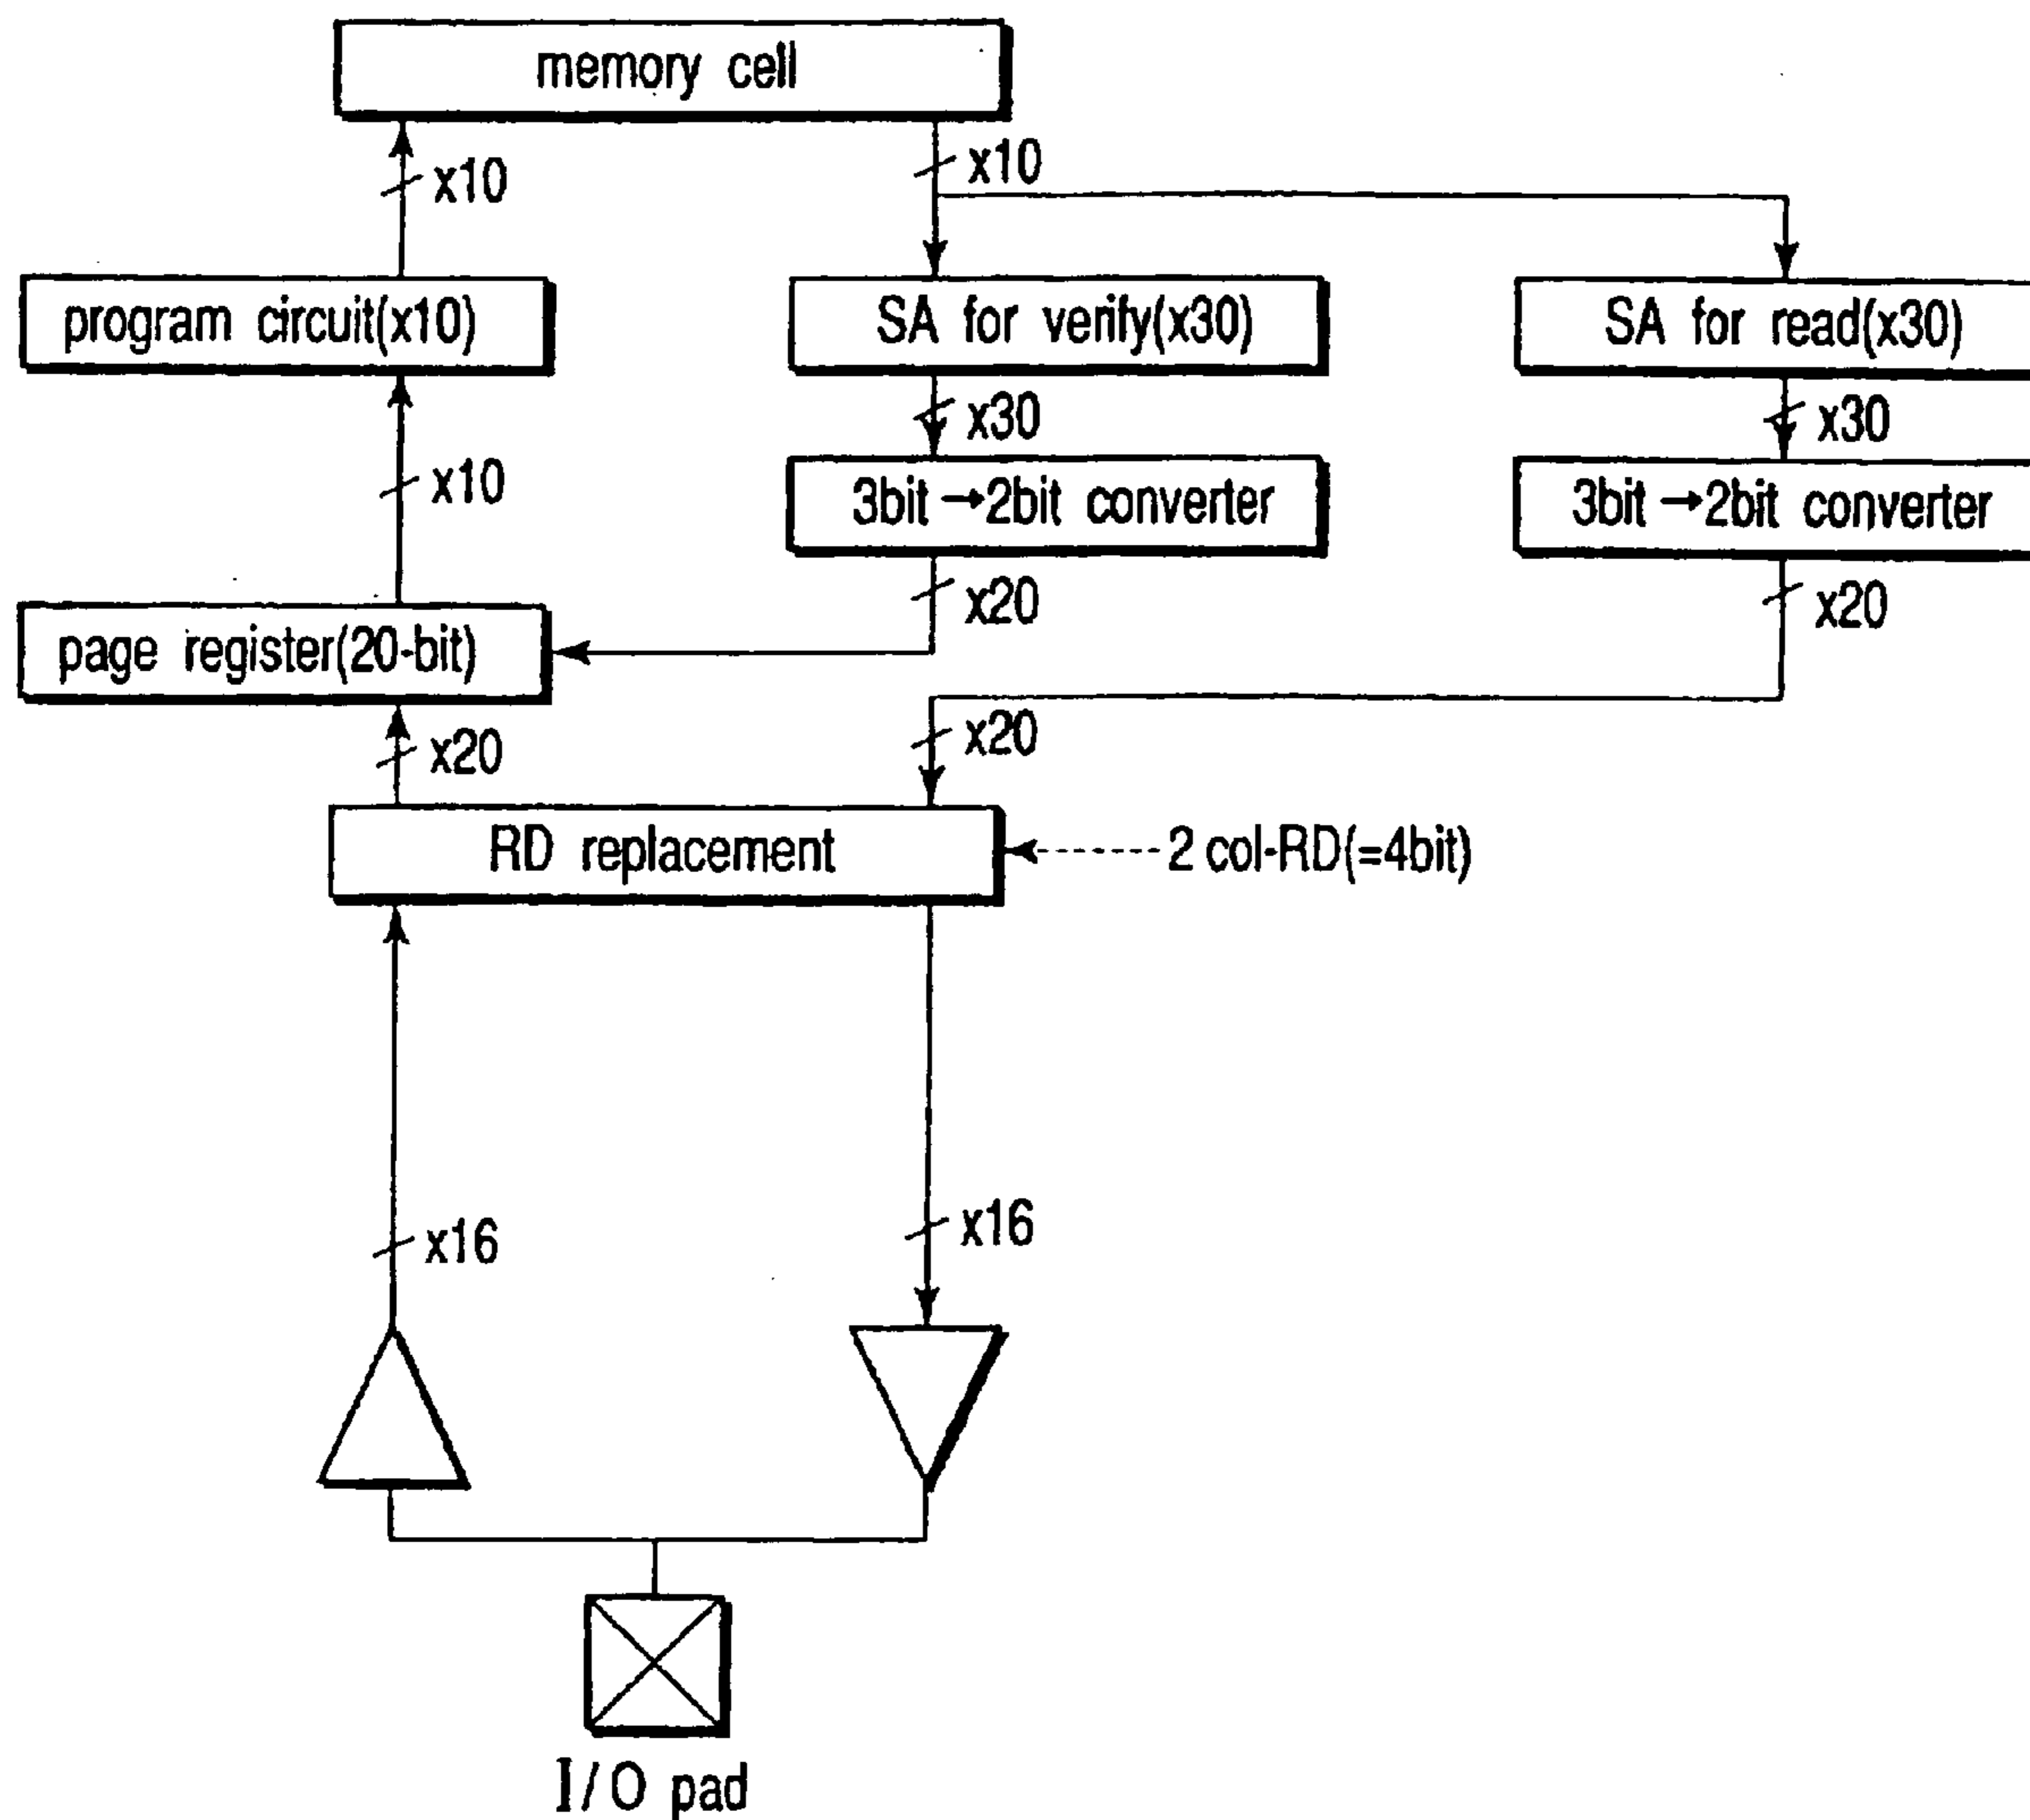 memory cell
x10
x10
program circuit(x10)
SA for verify(x30)
SA for read(x30)
x30
x30
x10
3bit→2bit converter
3bit→2bit converter
x20
x20
page register(20-bit)
x20
x20
RD replacement
2 col-RD(=4bit)
x16
x16
I/O pad